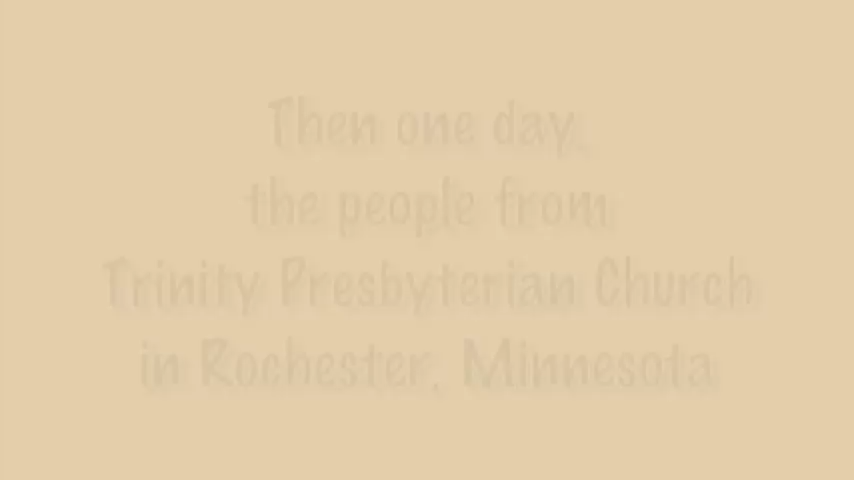 Then one day,
the people from
Trinity Presbyterian Church
in Rochester, Minnesota